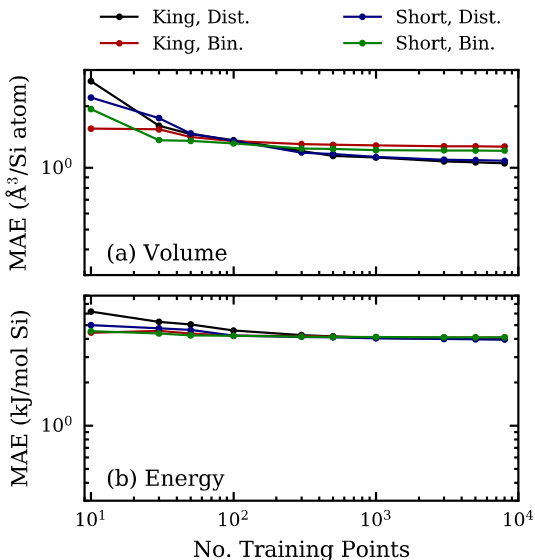 King, Dist.
Short, Dist.
King, Bin.
Short, Bin.
MAE (Å³/Si atom)
10⁰
(a) Volume
MAE (kJ/mol Si)
10⁰
(b) Energy
10¹ 10² 10³ 10⁴
No. Training Points